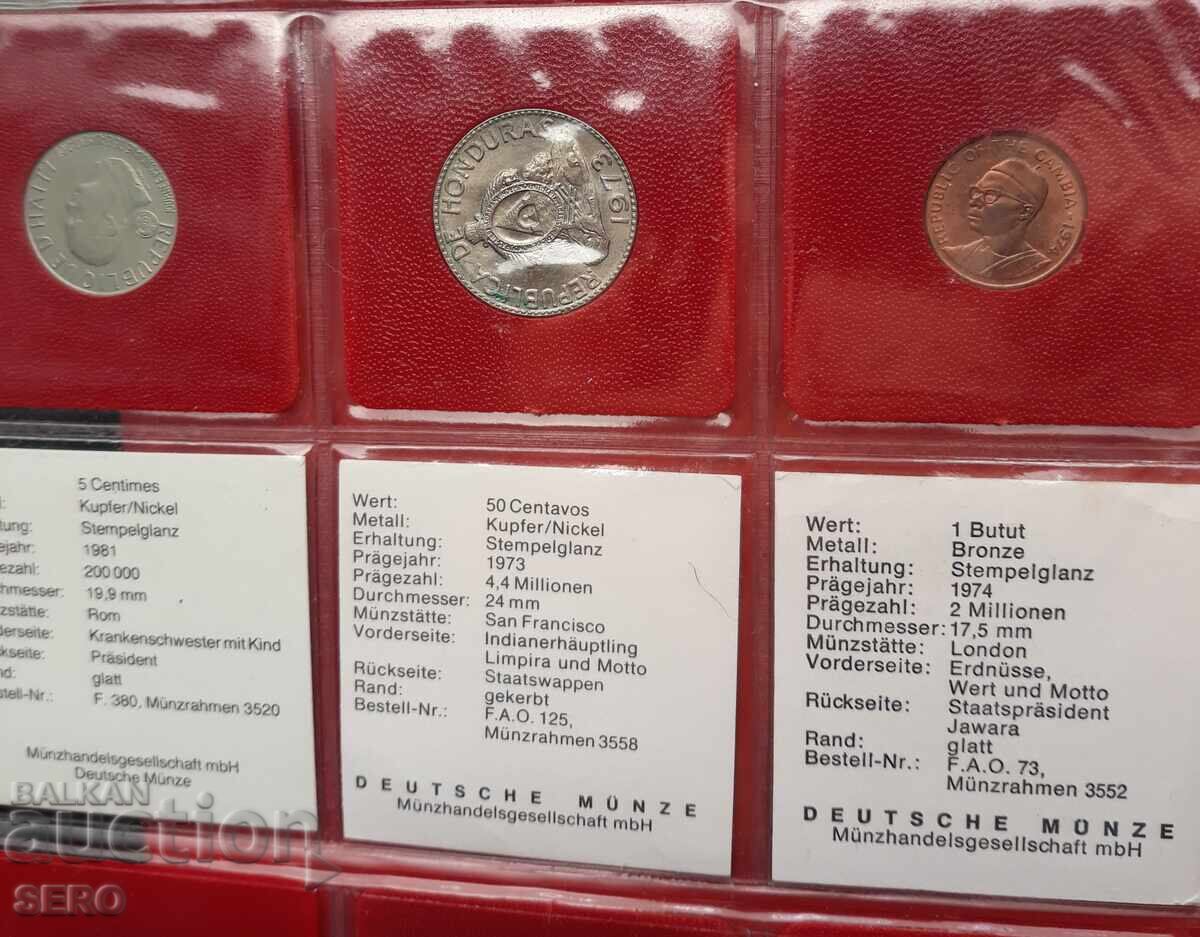 REPUBLIC D'HAITI
REPUBLICA DE HONDURAS
1973
REPUBLIC OF THE GAMBIA · 1974
5 Centimes
Kupfer/Nickel
Stempelglanz
1981
200 000
19,9 mm
Rom
Krankenschwester mit Kind
Präsident
glatt
F. 380, Münzrahmen 3520
Münzhandelsgesellschaft mbH
Deutsche Münze
Wert: 50 Centavos
Metall: Kupfer/Nickel
Erhaltung: Stempelglanz
Prägejahr: 1973
Prägezahl: 4,4 Millionen
Durchmesser: 24 mm
Münzstätte: San Francisco
Vorderseite: Indianerhäuptling
Limpira und Motto
Rückseite: Staatswappen
Rand: gekerbt
Bestell-Nr.: F.A.O. 125,
Münzrahmen 3558
DEUTSCHE MÜNZE
Münzhandelsgesellschaft mbH
Wert: 1 Butut
Metall: Bronze
Erhaltung: Stempelglanz
Prägejahr: 1974
Prägezahl: 2 Millionen
Durchmesser: 17,5 mm
Münzstätte: London
Vorderseite: Erdnüsse,
Wert und Motto
Rückseite: Staatspräsident
Jawara
Rand: glatt
Bestell-Nr.: F.A.O. 73,
Münzrahmen 3552
DEUTSCHE MÜNZE
Münzhandelsgesellschaft mbH
BALKAN
auction
SERO